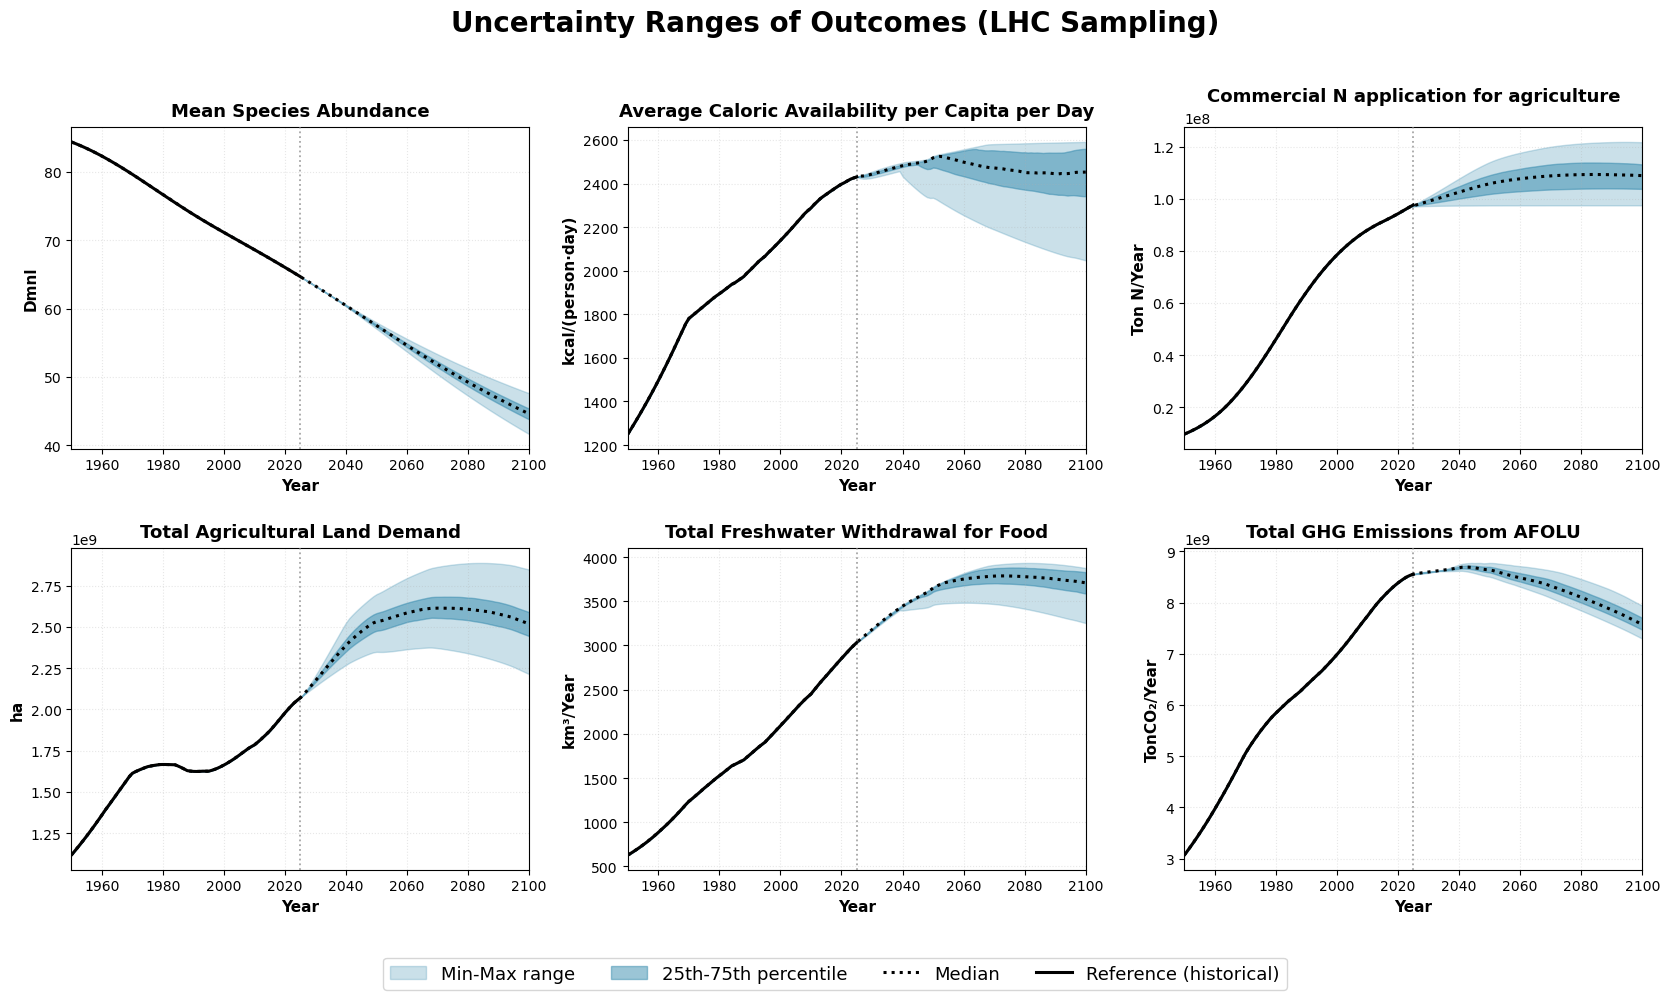 Uncertainty Ranges of Outcomes (LHC Sampling)
Mean Species Abundance
80
70
60
50
40
Dmnl
1960 1980 2000 2020 2040 2060 2080 2100
Year
Average Caloric Availability per Capita per Day
2600
2400
2200
2000
1800
1600
1400
1200
kcal/(person·day)
1960 1980 2000 2020 2040 2060 2080 2100
Year
Commercial N application for agriculture
1e8
1.2
1.0
0.8
0.6
0.4
0.2
Ton N/Year
1960 1980 2000 2020 2040 2060 2080 2100
Year
Total Agricultural Land Demand
1e9
2.75
2.50
2.25
2.00
1.75
1.50
1.25
ha
1960 1980 2000 2020 2040 2060 2080 2100
Year
Total Freshwater Withdrawal for Food
4000
3500
3000
2500
2000
1500
1000
500
km³/Year
1960 1980 2000 2020 2040 2060 2080 2100
Year
Total GHG Emissions from AFOLU
1e9
9
8
7
6
5
4
3
TonCO₂/Year
1960 1980 2000 2020 2040 2060 2080 2100
Year
Min-Max range 25th-75th percentile Median Reference (historical)